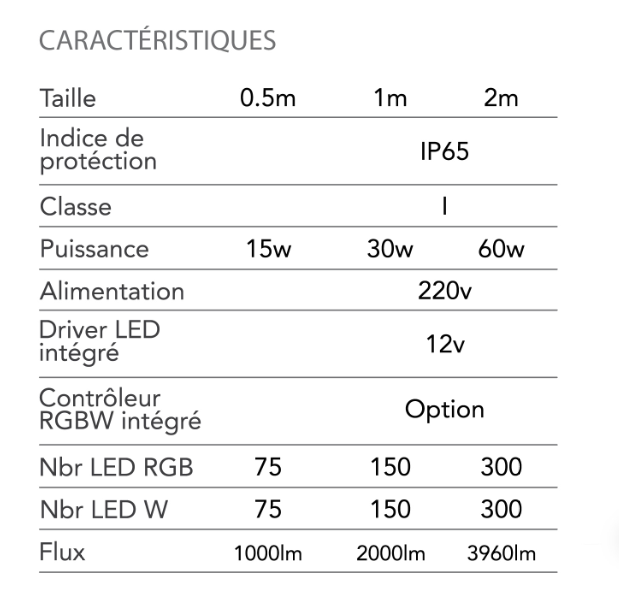 CARACTÉRISTIQUES
Taille 0.5m 1m 2m
Indice de
protéction IP65
Classe I
Puissance 15w 30w 60w
Alimentation 220v
Driver LED
intégré 12v
Contrôleur
RGBW intégré Option
Nbr LED RGB 75 150 300
Nbr LED W 75 150 300
Flux 1000lm 2000lm 3960lm